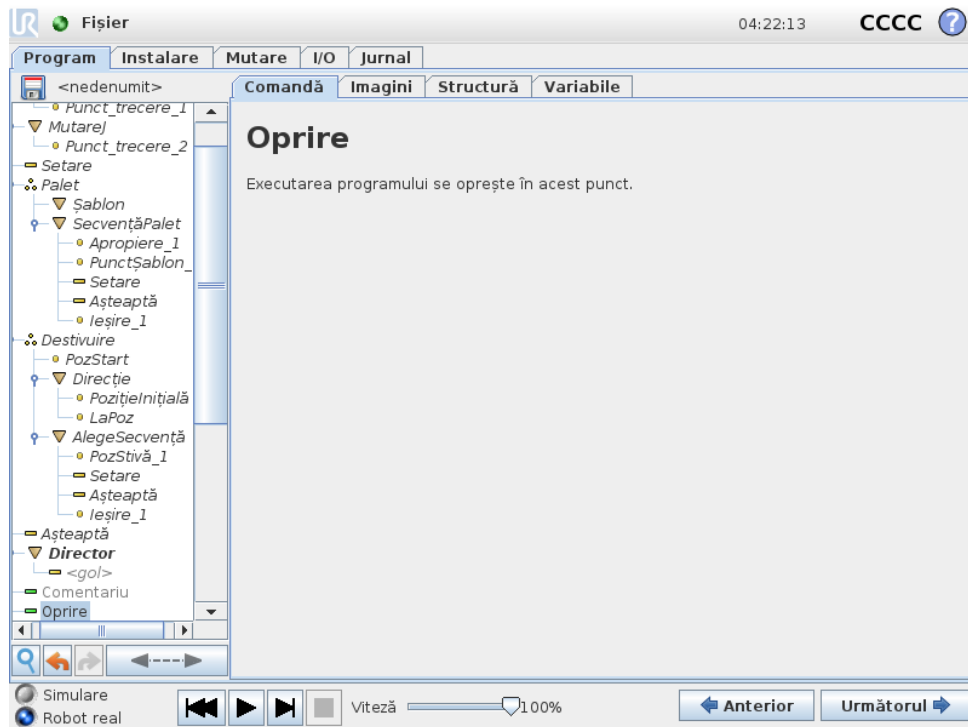 UR Fișier 04:22:13 CCCC ?
Program Instalare Mutare I/O Jurnal
<nedenumit>
Comandă Imagini Structură Variabile
Punct_trecere_1
MutareJ
Punct_trecere_2
Setare
Palet
Șablon
SecvențăPalet
Apropiere_1
PunctȘablon_
Setare
Așteaptă
Ieșire_1
Destivuire
PozStart
Direcție
PozițieInițială
LaPoz
AlegeSecvență
PozStivă_1
Setare
Așteaptă
Ieșire_1
Așteaptă
Director
<gol>
Comentariu
Oprire
Oprire
Executarea programului se oprește în acest punct.
Simulare
Robot real
Viteză 100%
Anterior Următorul